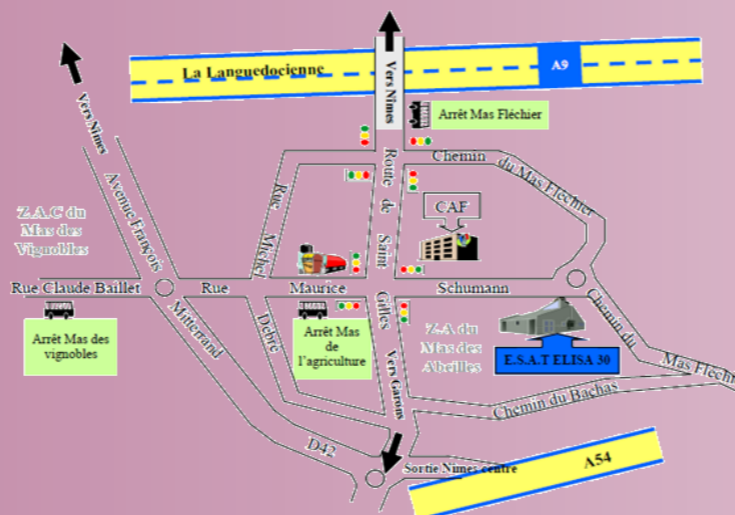 La Languedocienne
A9
Vers Nîmes
Vers Nîmes
Arrêt Mas Fléchier
Chemin
du Mas Fléchier
Route de Saint Gilles
Avenue François
Mitterrand
Rue
Michel
Debré
CAF
Z.A.C du
Mas des
Vignobles
Rue Claude Baillet
Rue
Maurice
Schumann
Arrêt Mas des
vignobles
Arrêt Mas
de
l'agriculture
Z.A du
Mas des
Abeilles
E.S.A.T ELISA 30
Chemin du
Mas Fléchier
Vers Garons
Chemin du Bachas
D42
Sortie Nîmes centre
A54